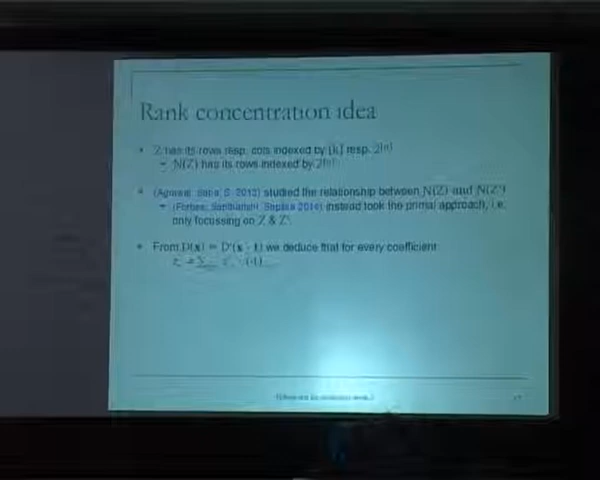 Rank concentration idea
Z has its rows resp. cols indexed by [k] resp. 2[n]
N(Z) has its rows indexed by 2[n]
(Agrawal, Saha, S. 2013) studied the relationship between N(Z) and N(Z')
(Forbes, Saptharishi, Shpilka 2014) instead took the primal approach, i.e.
only focussing on Z & Z'.
From D(x) = D'(x - t) we deduce that for every coefficient